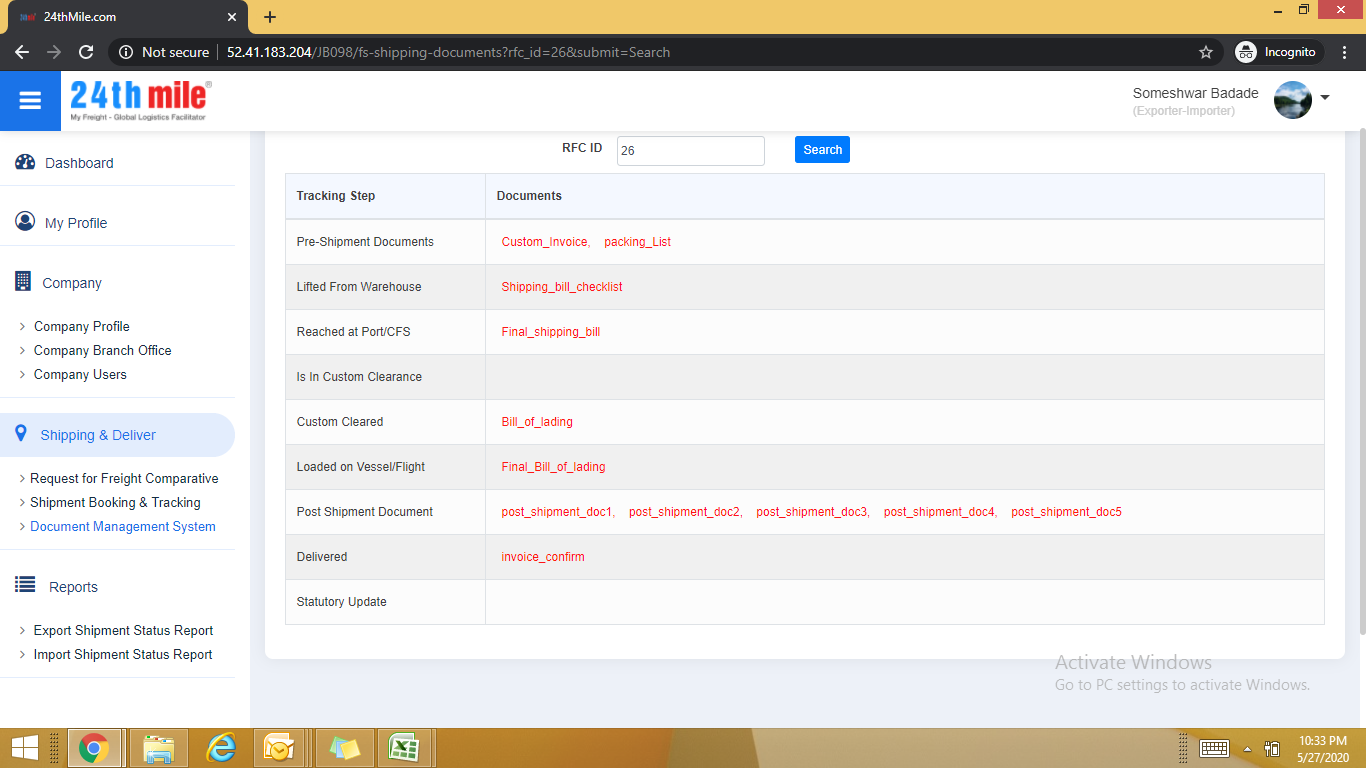 24thMile.com
Not secure 52.41.183.204/JB098/fs-shipping-documents?rfc_id=26&submit=Search
Incognito
24th mile®
My Freight - Global Logistics Facilitator
Someshwar Badade
(Exporter-Importer)
Dashboard
My Profile
Company
Company Profile
Company Branch Office
Company Users
Shipping & Deliver
Request for Freight Comparative
Shipment Booking & Tracking
Document Management System
Reports
Export Shipment Status Report
Import Shipment Status Report
RFC ID 26 Search
Tracking Step Documents
Pre-Shipment Documents Custom_Invoice, packing_List
Lifted From Warehouse Shipping_bill_checklist
Reached at Port/CFS Final_shipping_bill
Is In Custom Clearance
Custom Cleared Bill_of_lading
Loaded on Vessel/Flight Final_Bill_of_lading
Post Shipment Document post_shipment_doc1, post_shipment_doc2, post_shipment_doc3, post_shipment_doc4, post_shipment_doc5
Delivered invoice_confirm
Statutory Update
Activate Windows
Go to PC settings to activate Windows.
10:33 PM
5/27/2020